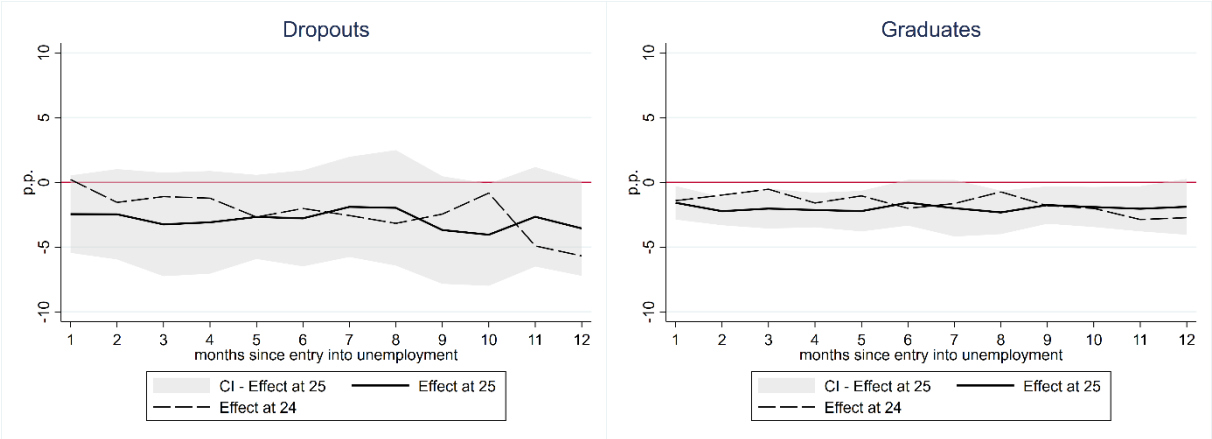 Dropouts
10
5
0
-5
-10
p.p.
1 2 3 4 5 6 7 8 9 10 11 12
months since entry into unemployment
CI - Effect at 25 Effect at 25
Effect at 24
Graduates
10
5
0
-5
-10
p.p.
1 2 3 4 5 6 7 8 9 10 11 12
months since entry into unemployment
CI - Effect at 25 Effect at 25
Effect at 24